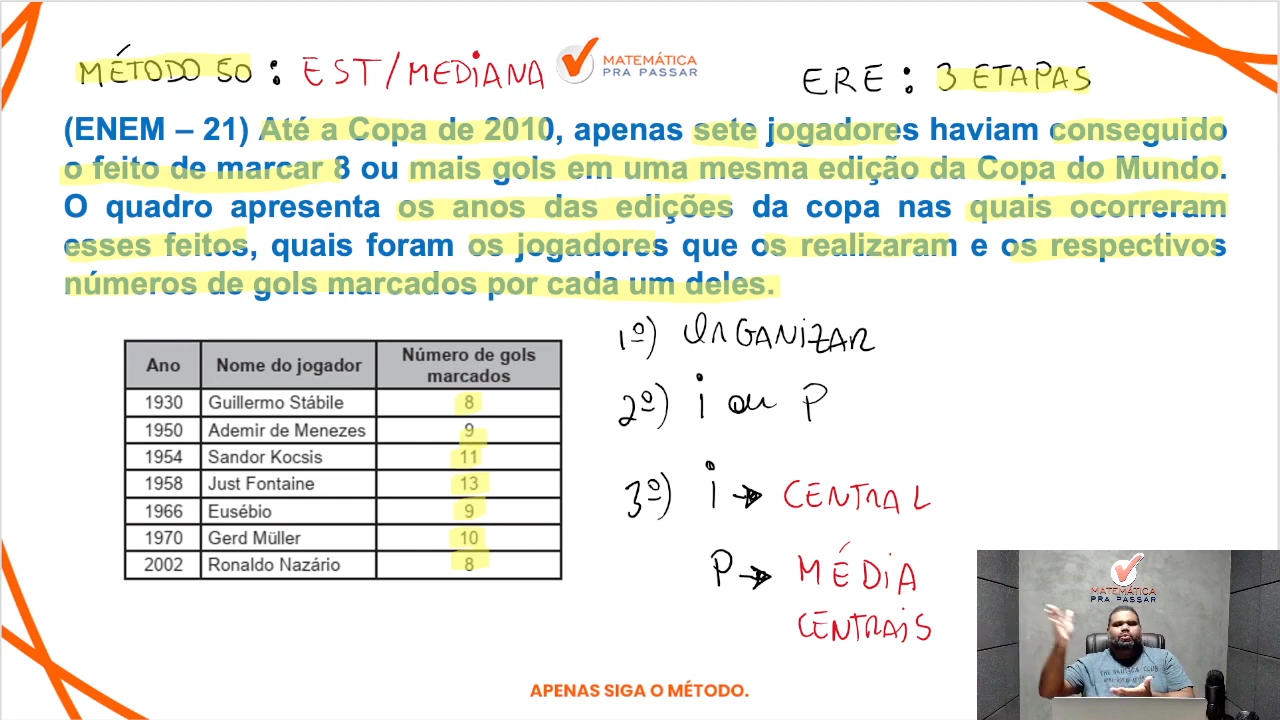 MÉTODO 50 : EST/MEDIANA
MATEMÁTICA
PRA PASSAR
ERE : 3 ETAPAS
(ENEM – 21) Até a Copa de 2010, apenas sete jogadores haviam conseguido
o feito de marcar 8 ou mais gols em uma mesma edição da Copa do Mundo.
O quadro apresenta os anos das edições da copa nas quais ocorreram
esses feitos, quais foram os jogadores que os realizaram e os respectivos
números de gols marcados por cada um deles.
Ano Nome do jogador Número de gols marcados
1930 Guillermo Stábile 8
1950 Ademir de Menezes 9
1954 Sandor Kocsis 11
1958 Just Fontaine 13
1966 Eusébio 9
1970 Gerd Müller 10
2002 Ronaldo Nazário 8
1º) ORGANIZAR
2º) i ou P
3º) i → CENTRAL
P → MÉDIA
CENTRAIS
MATEMÁTICA
PRA PASSAR
APENAS SIGA O MÉTODO.